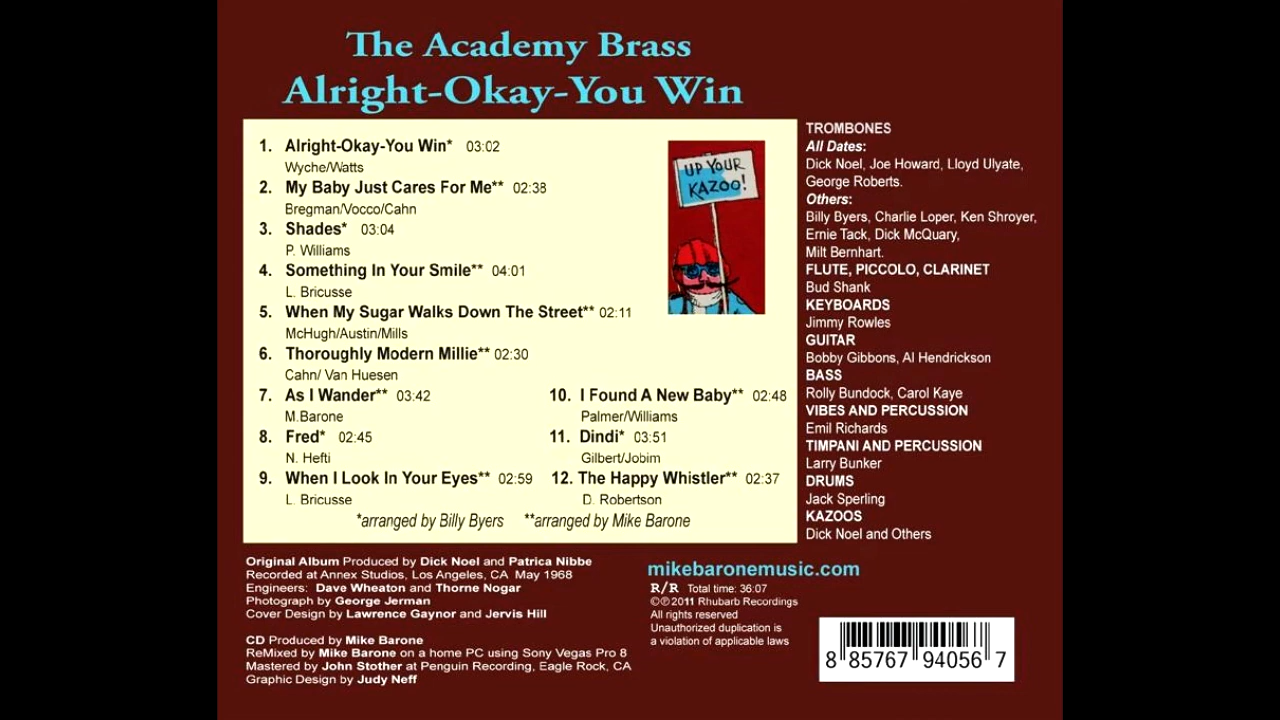 The Academy Brass
Alright-Okay-You Win
1. Alright-Okay-You Win* 03:02
Wyche/Watts
2. My Baby Just Cares For Me** 02:38
Bregman/Vocco/Cahn
3. Shades* 03:04
P. Williams
4. Something In Your Smile** 04:01
L. Bricusse
5. When My Sugar Walks Down The Street** 02:11
McHugh/Austin/Mills
6. Thoroughly Modern Millie** 02:30
Cahn/ Van Huesen
7. As I Wander** 03:42
M.Barone
8. Fred* 02:45
N. Hefti
9. When I Look In Your Eyes** 02:59
L. Bricusse
10. I Found A New Baby** 02:48
Palmer/Williams
11. Dindi* 03:51
Gilbert/Jobim
12. The Happy Whistler** 02:37
D. Robertson
*arranged by Billy Byers **arranged by Mike Barone
UP YOUR
KAZOO!
TROMBONES
All Dates:
Dick Noel, Joe Howard, Lloyd Ulyate,
George Roberts.
Others:
Billy Byers, Charlie Loper, Ken Shroyer,
Ernie Tack, Dick McQuary,
Milt Bernhart.
FLUTE, PICCOLO, CLARINET
Bud Shank
KEYBOARDS
Jimmy Rowles
GUITAR
Bobby Gibbons, Al Hendrickson
BASS
Rolly Bundock, Carol Kaye
VIBES AND PERCUSSION
Emil Richards
TIMPANI AND PERCUSSION
Larry Bunker
DRUMS
Jack Sperling
KAZOOS
Dick Noel and Others
Original Album Produced by Dick Noel and Patrica Nibbe
Recorded at Annex Studios, Los Angeles, CA May 1968
Engineers: Dave Wheaton and Thorne Nogar
Photograph by George Jerman
Cover Design by Lawrence Gaynor and Jervis Hill
CD Produced by Mike Barone
ReMixed by Mike Barone on a home PC using Sony Vegas Pro 8
Mastered by John Stother at Penguin Recording, Eagle Rock, CA
Graphic Design by Judy Neff
mikebaronemusic.com
R/R Total time: 36:07
©℗2011 Rhubarb Recordings
All rights reserved
Unauthorized duplication is
a violation of applicable laws
8 85767 94056 7